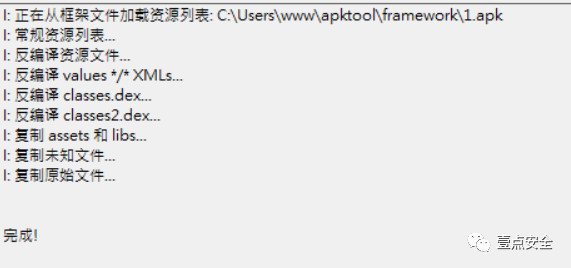 I: 正在从框架文件加载资源列表: C:\Users\www\apktool\framework\1.apk
I: 常规资源列表...
I: 反编译资源文件...
I: 反编译 values */* XMLs...
I: 反编译 classes.dex...
I: 反编译 classes2.dex...
I: 复制 assets 和 libs...
I: 复制未知文件...
I: 复制原始文件...
完成!
壹点安全